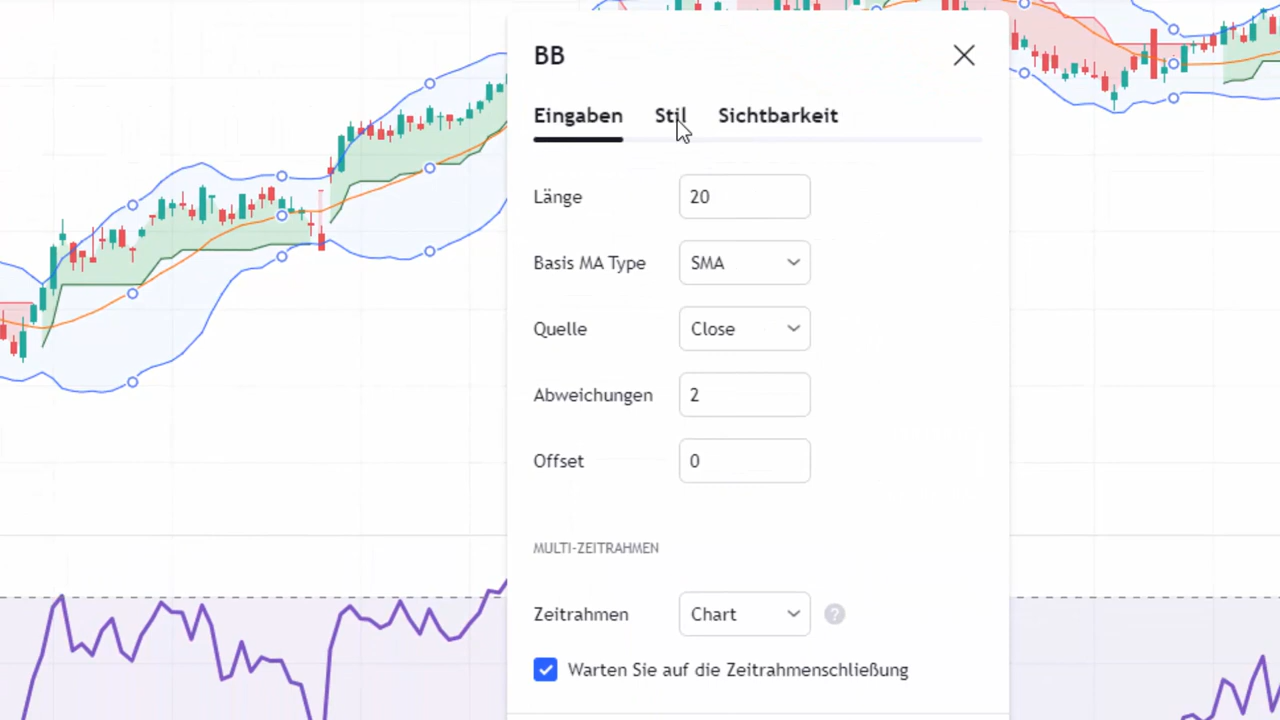 BB
Eingaben Stil Sichtbarkeit
Länge 20
Basis MA Type SMA
Quelle Close
Abweichungen 2
Offset 0
MULTI-ZEITRAHMEN
Zeitrahmen Chart ?
Warten Sie auf die Zeitrahmenschließung